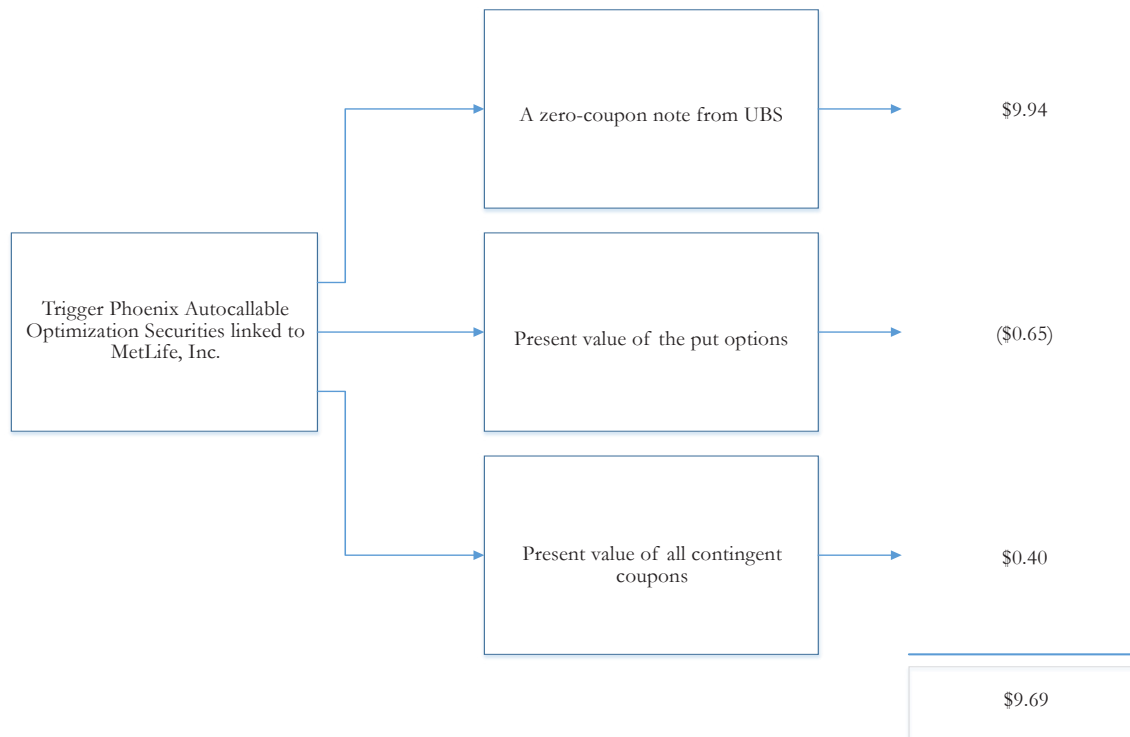 A zero-coupon note from UBS
$9.94
Trigger Phoenix Autocallable
Optimization Securities linked to
MetLife, Inc.
Present value of the put options
($0.65)
Present value of all contingent
coupons
$0.40
$9.69